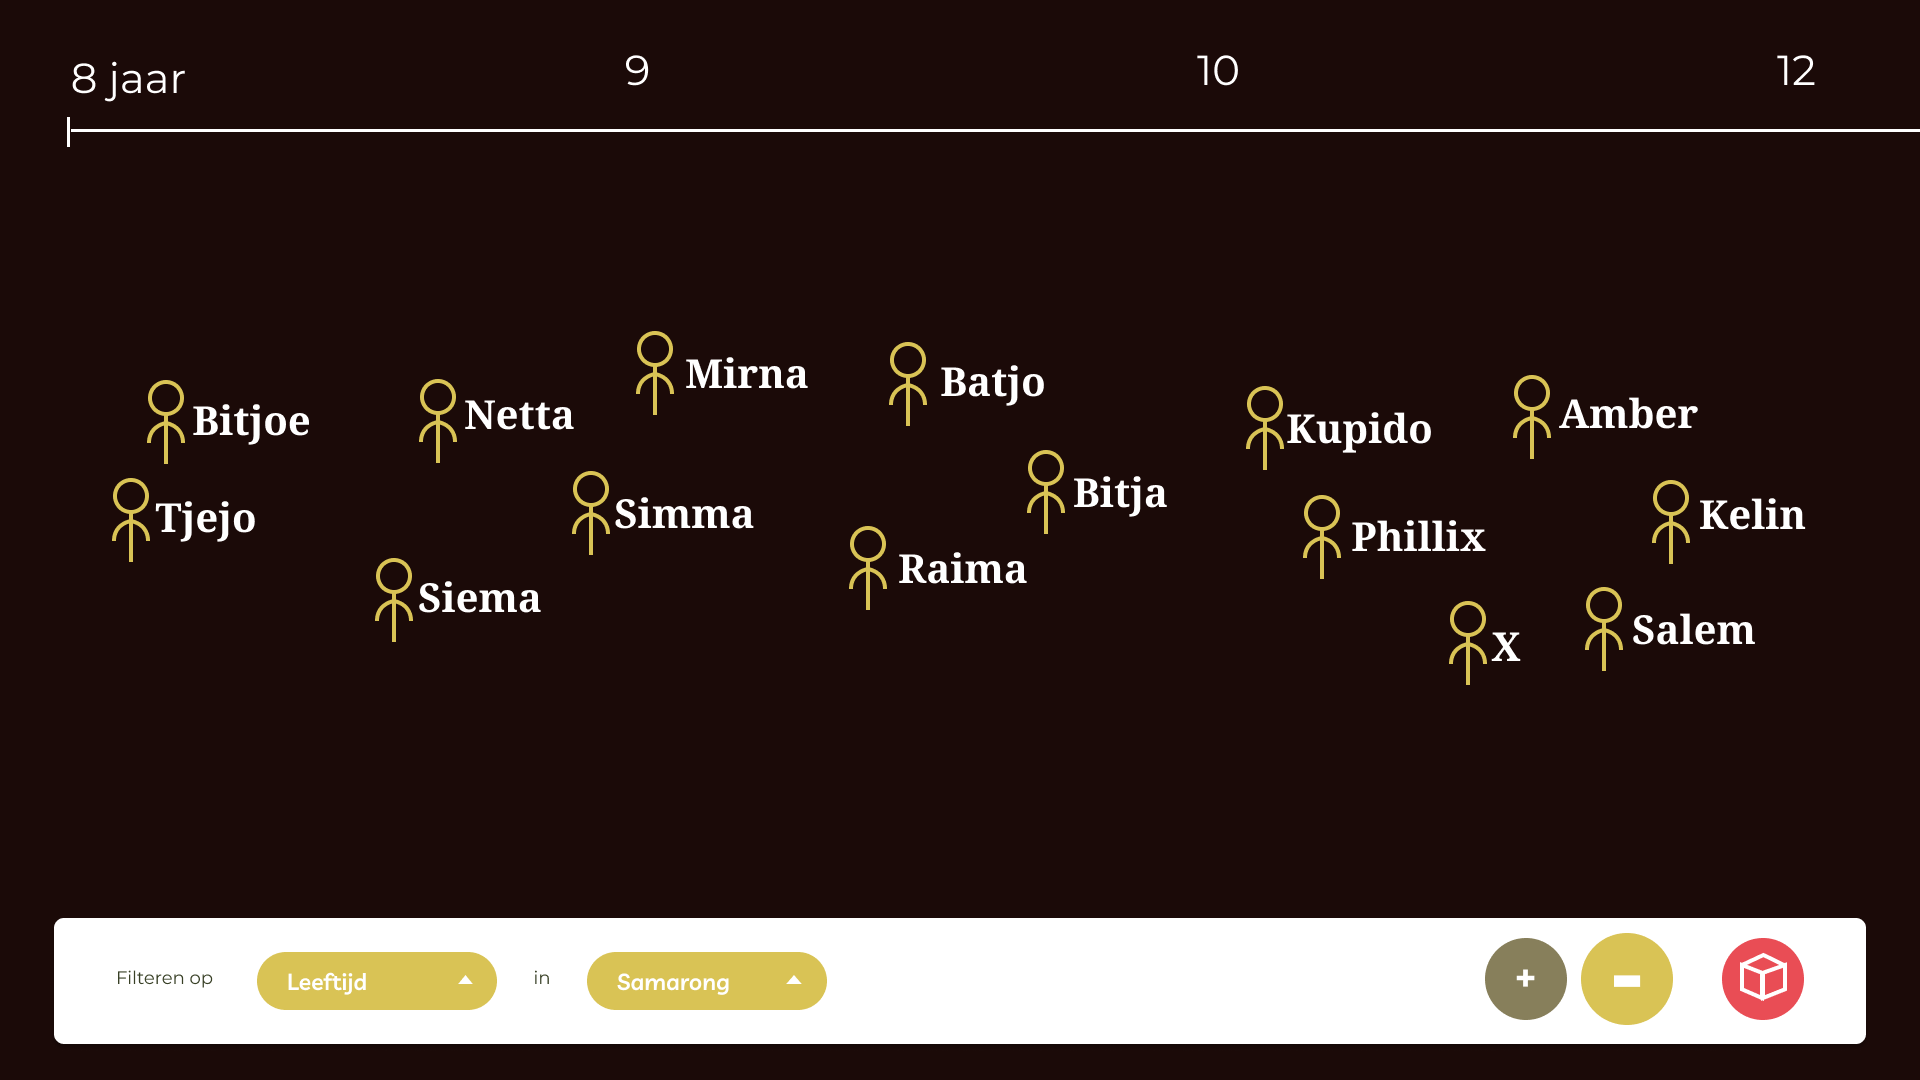 8 jaar
9
10
12
Mirna
Batjo
Bitjoe
Netta
Kupido
Amber
Tjejo
Simma
Bitja
Phillix
Kelin
Siema
Raima
X
Salem
Filteren op
Leeftijd
in
Samarong
+
-